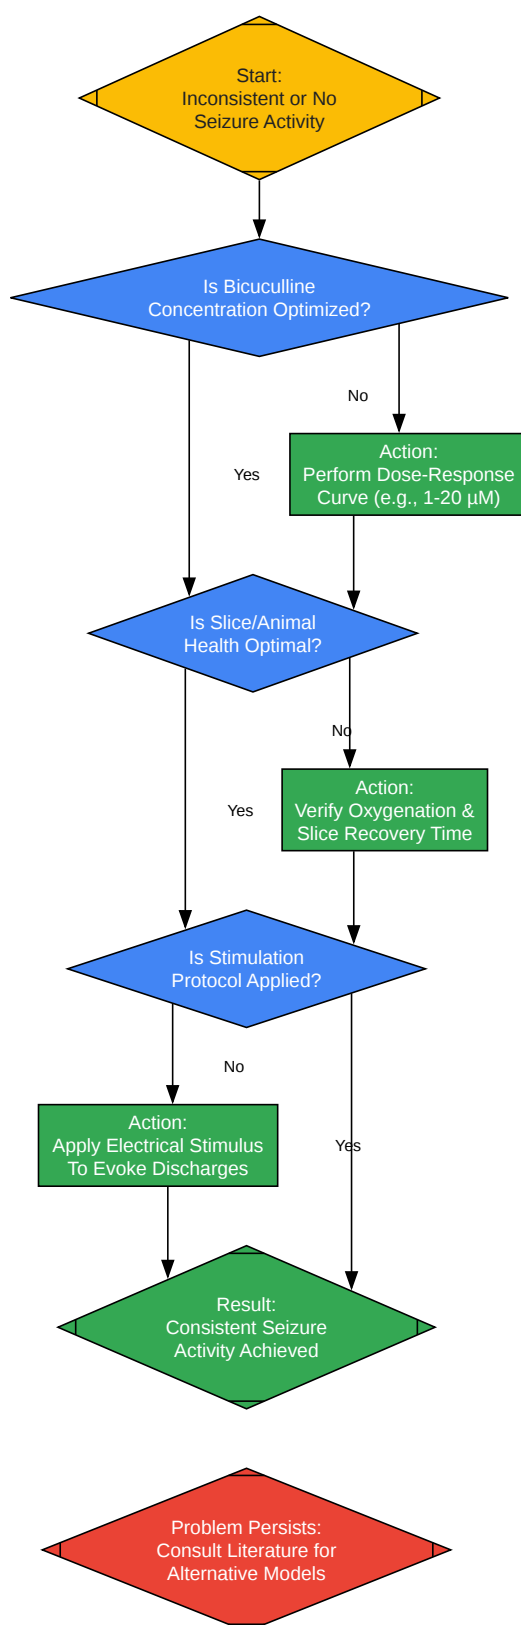 Start:
Inconsistent or No
Seizure Activity
Is Bicuculline
Concentration Optimized?
No
Yes
Action:
Perform Dose-Response
Curve (e.g., 1-20 µM)
Is Slice/Animal
Health Optimal?
No
Yes
Action:
Verify Oxygenation &
Slice Recovery Time
Is Stimulation
Protocol Applied?
No
Action:
Apply Electrical Stimulus
To Evoke Discharges
Yes
Result:
Consistent Seizure
Activity Achieved
Problem Persists:
Consult Literature for
Alternative Models